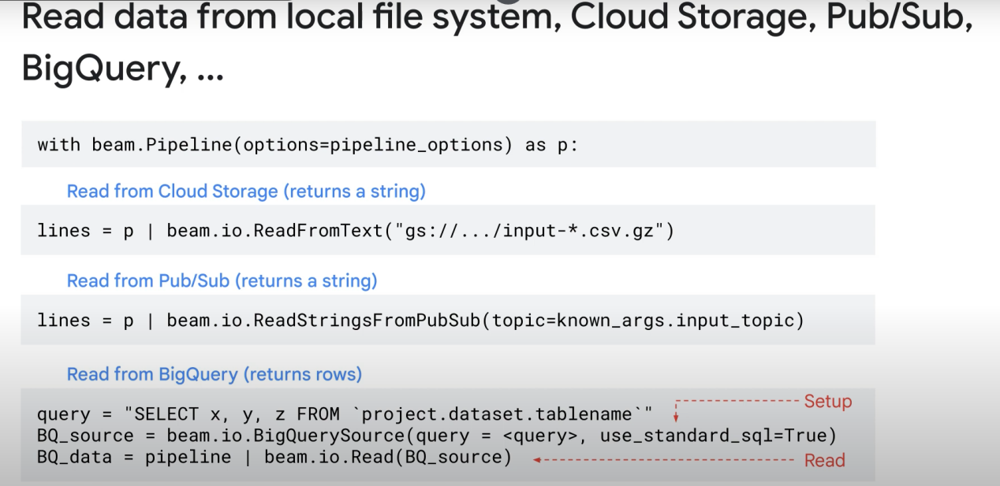 Read data from local file system, Cloud Storage, Pub/Sub,
BigQuery, ...
with beam.Pipeline(options=pipeline_options) as p:
Read from Cloud Storage (returns a string)
lines = p | beam.io.ReadFromText("gs://.../input-*.csv.gz")
Read from Pub/Sub (returns a string)
lines = p | beam.io.ReadStringsFromPubSub(topic=known_args.input_topic)
Read from BigQuery (returns rows)
query = "SELECT x, y, z FROM `project.dataset.tablename`"
Setup
BQ_source = beam.io.BigQuerySource(query = <query>, use_standard_sql=True)
BQ_data = pipeline | beam.io.Read(BQ_source)
Read